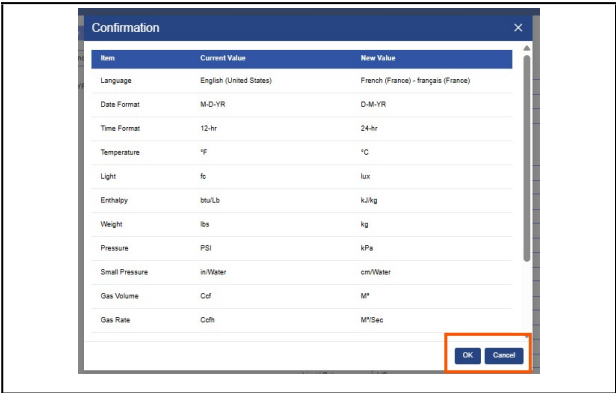 Confirmation ×
Item Current Value New Value
Language English (United States) French (France) - français (France)
Date Format M-D-YR D-M-YR
Time Format 12-hr 24-hr
Temperature °F °C
Light fc lux
Enthalpy btu/Lb kJ/kg
Weight lbs kg
Pressure PSI kPa
Small Pressure in/Water cm/Water
Gas Volume Ccf M³
Gas Rate Ccfh M³/Sec
OK Cancel